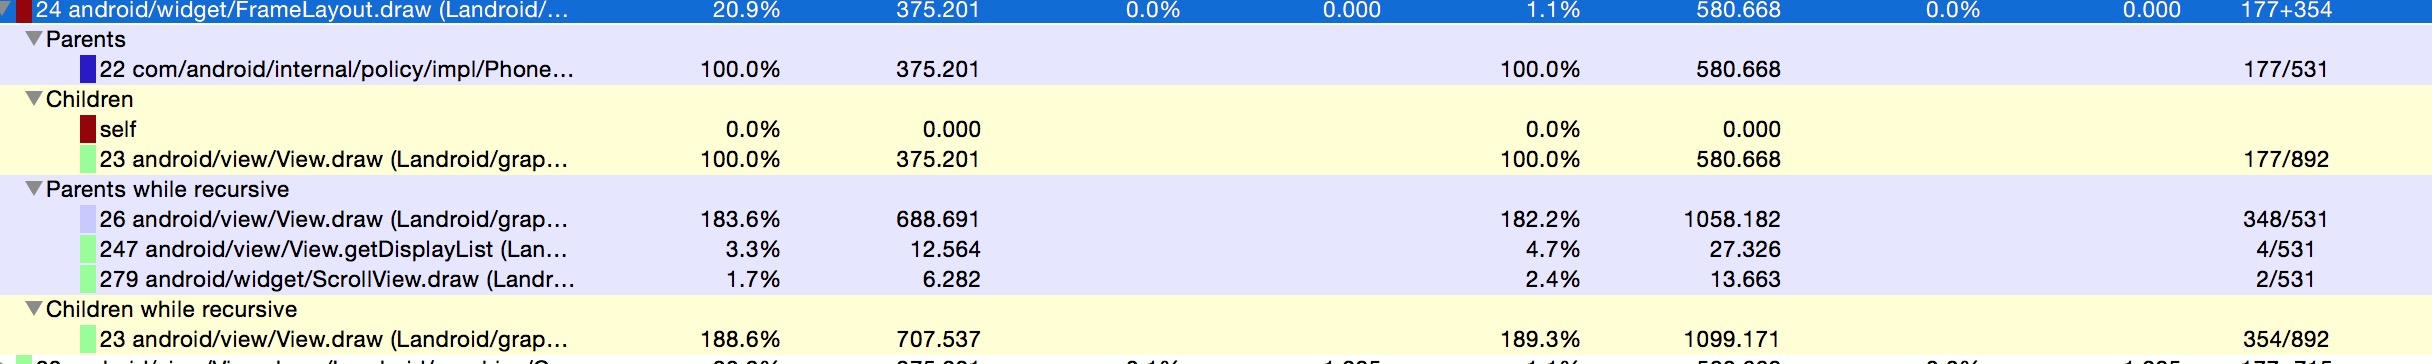 24 android/widget/FrameLayout.draw (Landroid/... 20.9% 375.201 0.0% 0.000 1.1% 580.668 0.0% 0.000 177+354
Parents
22 com/android/internal/policy/impl/Phone... 100.0% 375.201 100.0% 580.668 177/531
Children
self 0.0% 0.000 0.0% 0.000
23 android/view/View.draw (Landroid/grap... 100.0% 375.201 100.0% 580.668 177/892
Parents while recursive
26 android/view/View.draw (Landroid/grap... 183.6% 688.691 182.2% 1058.182 348/531
247 android/view/View.getDisplayList (Lan... 3.3% 12.564 4.7% 27.326 4/531
279 android/widget/ScrollView.draw (Landr... 1.7% 6.282 2.4% 13.663 2/531
Children while recursive
23 android/view/View.draw (Landroid/grap... 188.6% 707.537 189.3% 1099.171 354/892